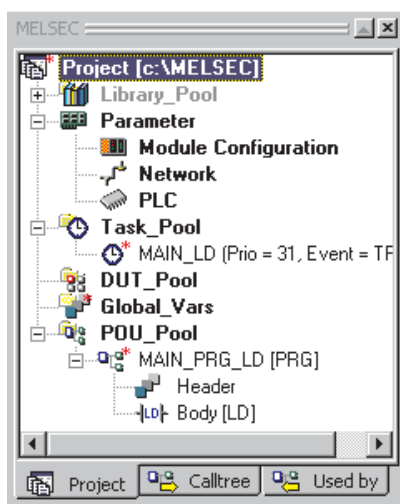 MELSEC
Project [c:\MELSEC]
Library_Pool
Parameter
Module Configuration
Network
PLC
Task_Pool
MAIN_LD (Prio = 31, Event = TF
DUT_Pool
Global_Vars
POU_Pool
MAIN_PRG_LD [PRG]
Header
LD Body [LD]
Project Calltree Used by